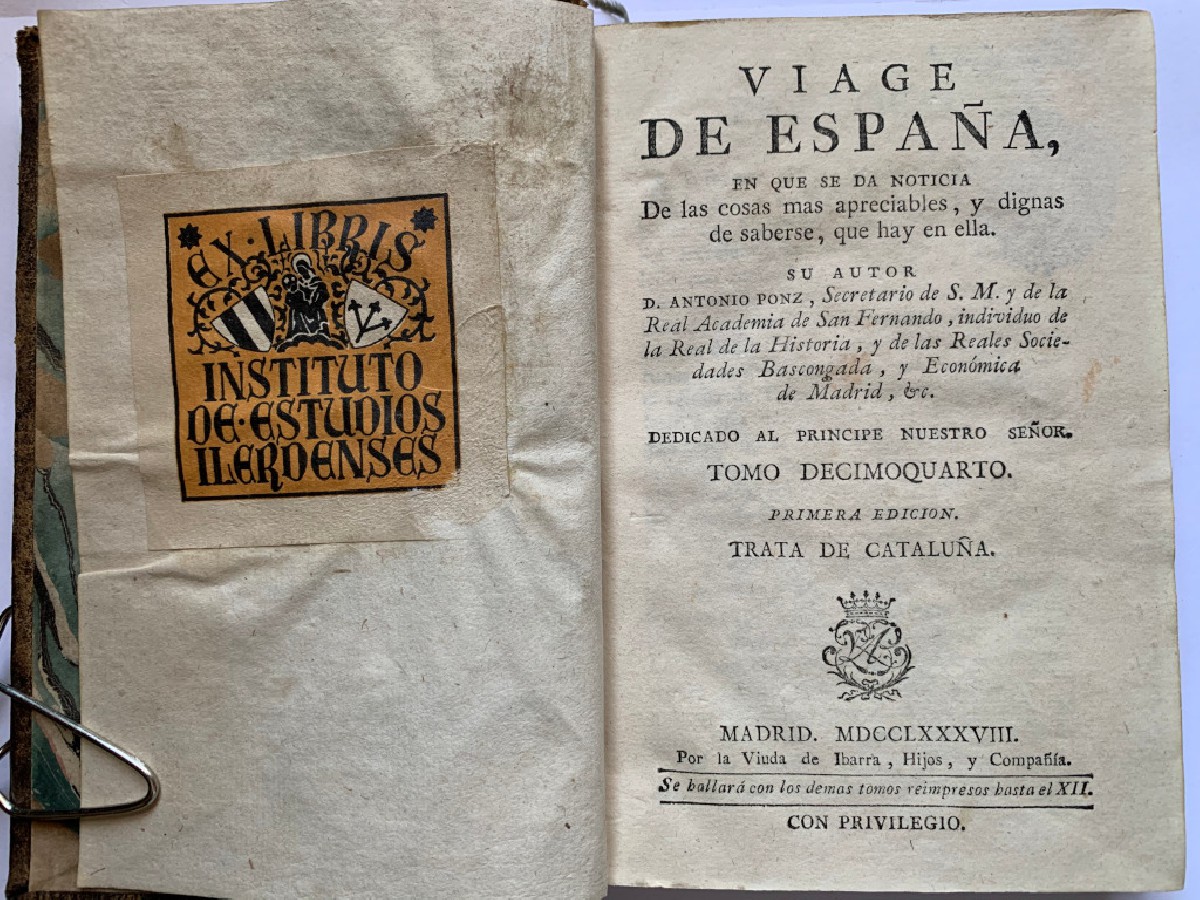 EX·LIBRIS
INSTITUTO
DE·ESTUDIOS
ILERDENSES
VIAGE
DE ESPAÑA,
EN QUE SE DA NOTICIA
De las cosas mas apreciables, y dignas
de saberse, que hay en ella.
SU AUTOR
D. ANTONIO PONZ, Secretario de S. M. y de la
Real Academia de San Fernando, individuo de
la Real de la Historia, y de las Reales Socie-
dades Bascongada, y Económica
de Madrid, &c.
DEDICADO AL PRINCIPE NUESTRO SEÑOR.
TOMO DECIMOQUARTO.
PRIMERA EDICION.
TRATA DE CATALUÑA.
MADRID. MDCCLXXXVIII.
Por la Viuda de Ibarra, Hijos, y Compañía.
Se hallará con los demas tomos reimpresos hasta el XII.
CON PRIVILEGIO.